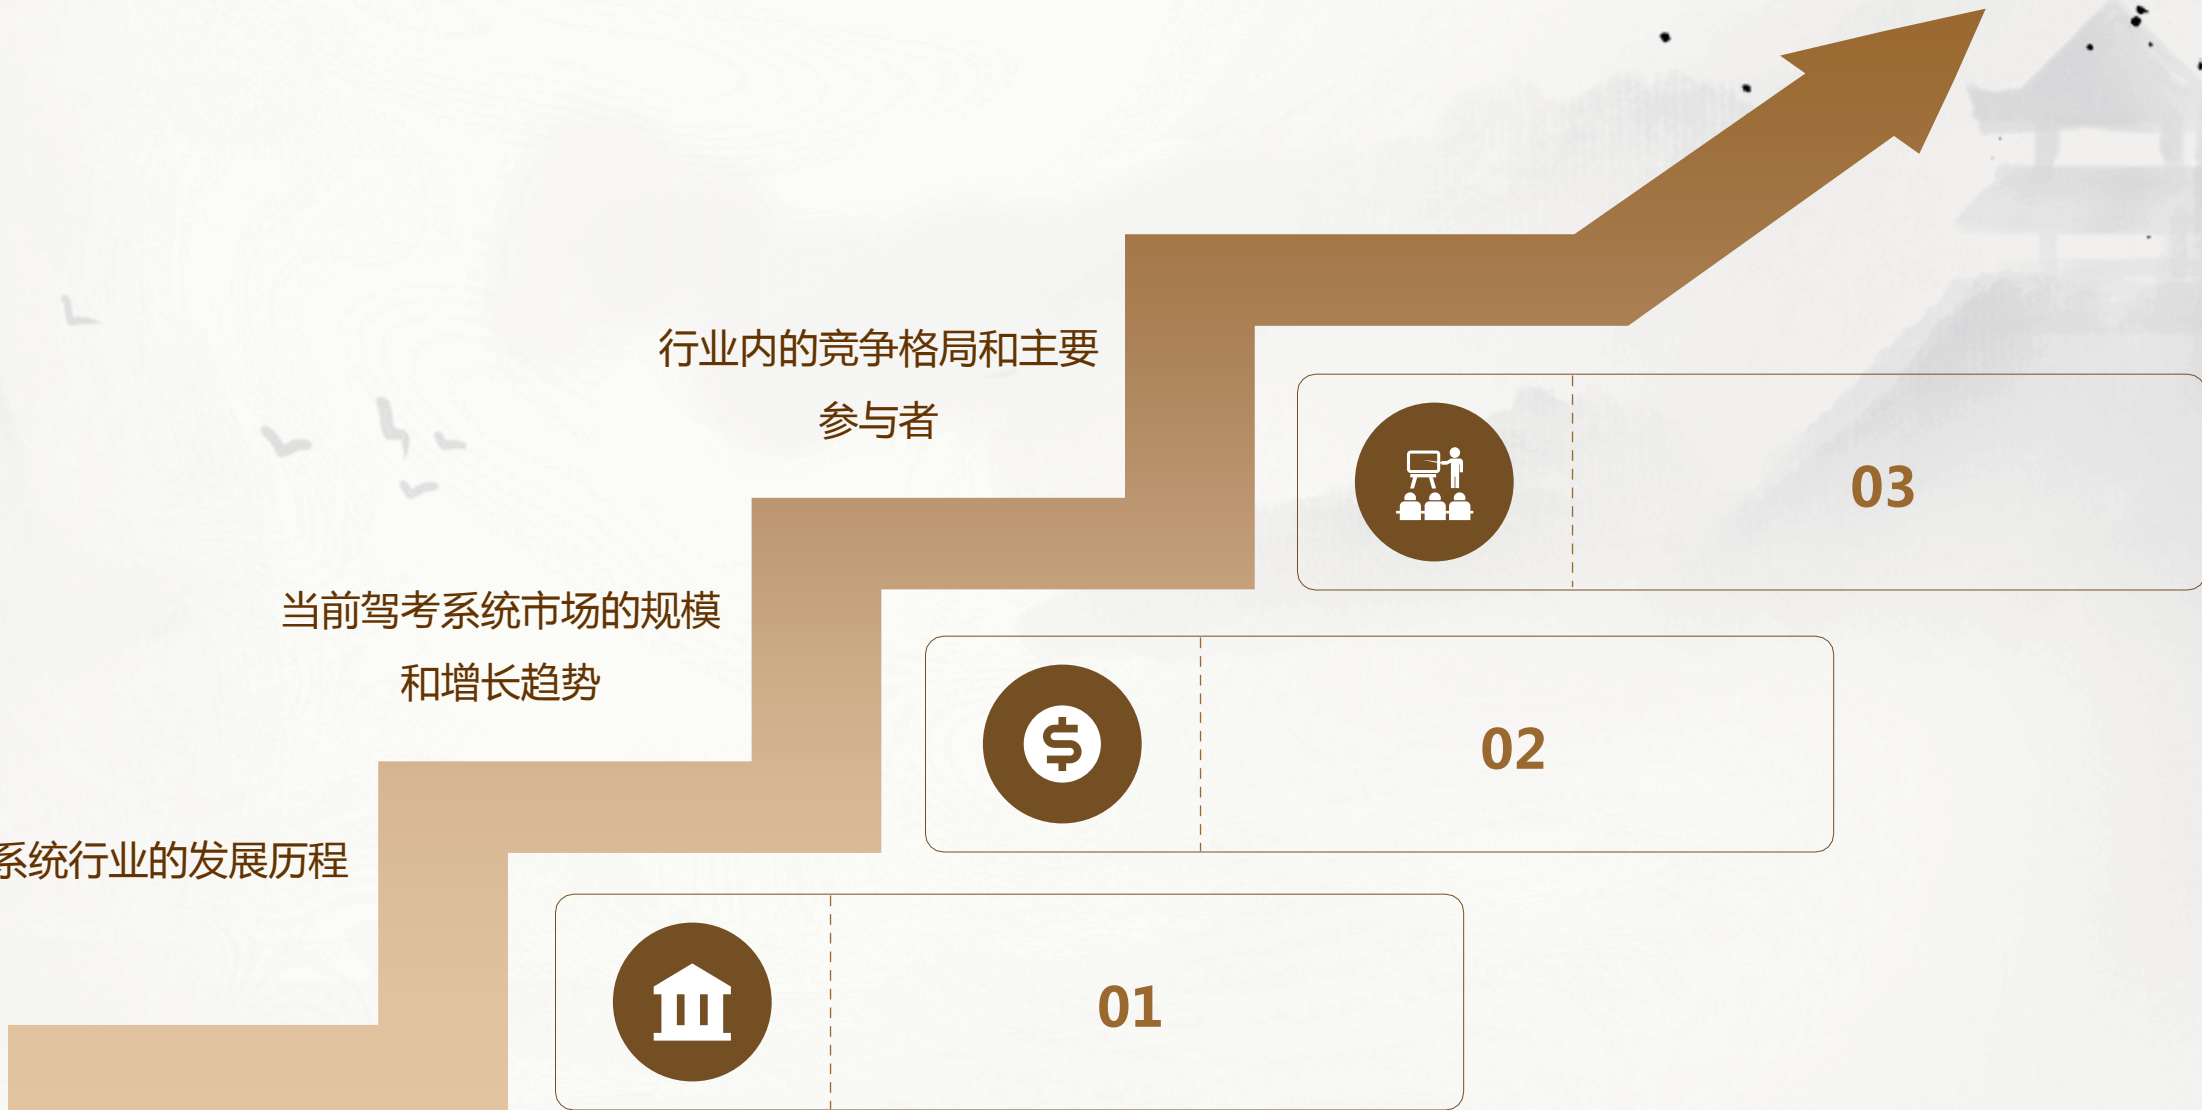 行业内的竞争格局和主要
参与者
03
当前驾考系统市场的规模
和增长趋势
02
系统行业的发展历程
01